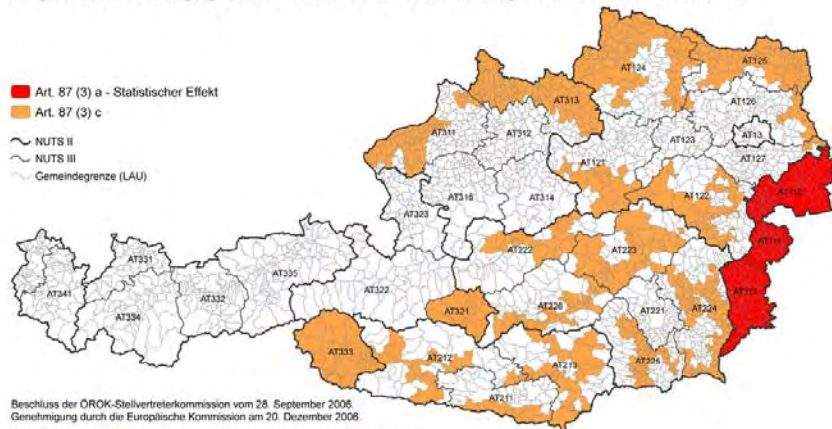 Art. 87 (3) a - Statistischer Effekt
Art. 87 (3) c
NUTS II
NUTS III
Gemeindegrenze (LAU)
AT124
AT125
AT313
AT126
AT311
AT312
AT13
AT123
AT127
AT121
AT112
AT122
AT315
AT314
AT323
AT111
AT222
AT223
AT331
AT335
AT341
AT332
AT322
AT334
AT321
AT226
AT221
AT224
AT113
AT333
AT212
AT213
AT225
AT211
Beschluss der ÖROK-Stellvertreterkommission vom 28. September 2006.
Genehmigung durch die Europäische Kommission am 20. Dezember 2006.